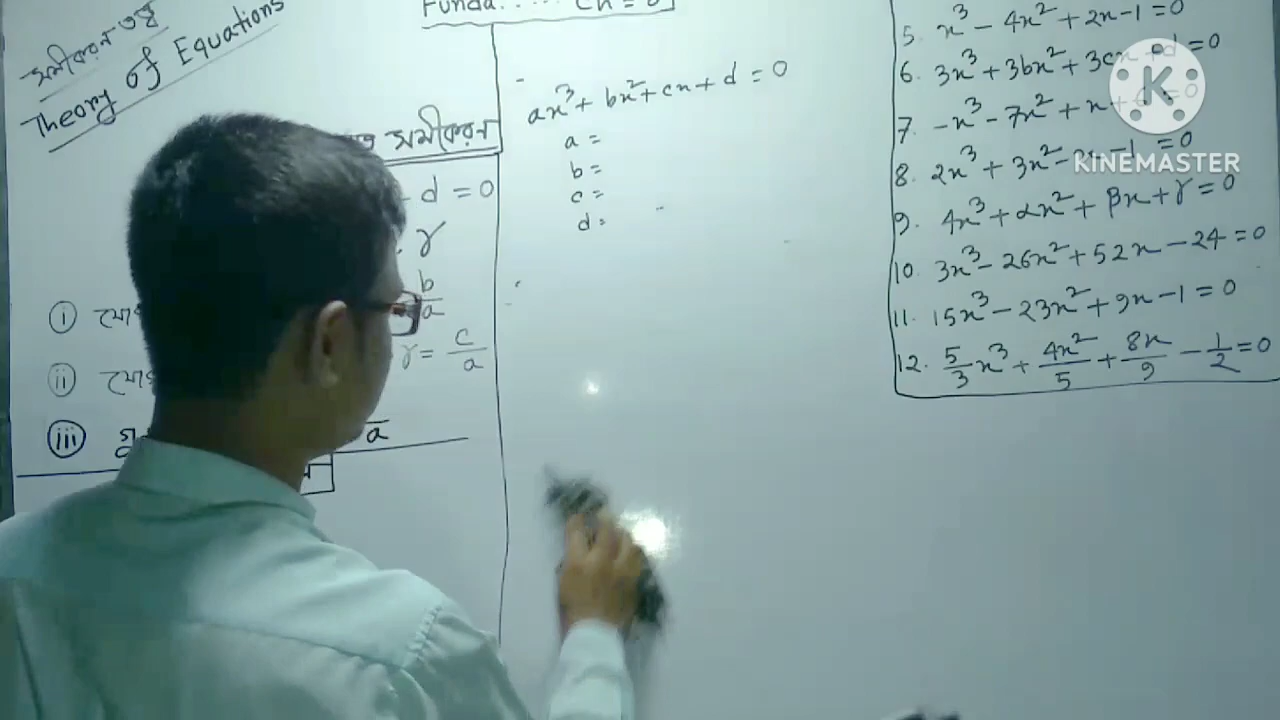 সমীকরণ তত্ত্ব
Theory of Equations
Funda..... Ch = 0
সমীকরণ
d = 0
γ
i
b/a
ii
γ = c/a
iii
a
ax³ + bx² + cx + d = 0
a =
b =
c =
d =
5. x³ - 4x² + 2x - 1 = 0
6. 3x³ + 3bx² + 3cx + d = 0
7. -x³ - 7x² + x + = 0
8. 2x³ + 3x² - - 1 = 0
9. 4x³ + αx² + βx + γ = 0
10. 3x³ - 26x² + 52x - 24 = 0
11. 15x³ - 23x² + 9x - 1 = 0
12. 5/3 x³ + 4x²/5 + 8x/9 - 1/2 = 0
K
KINEMASTER